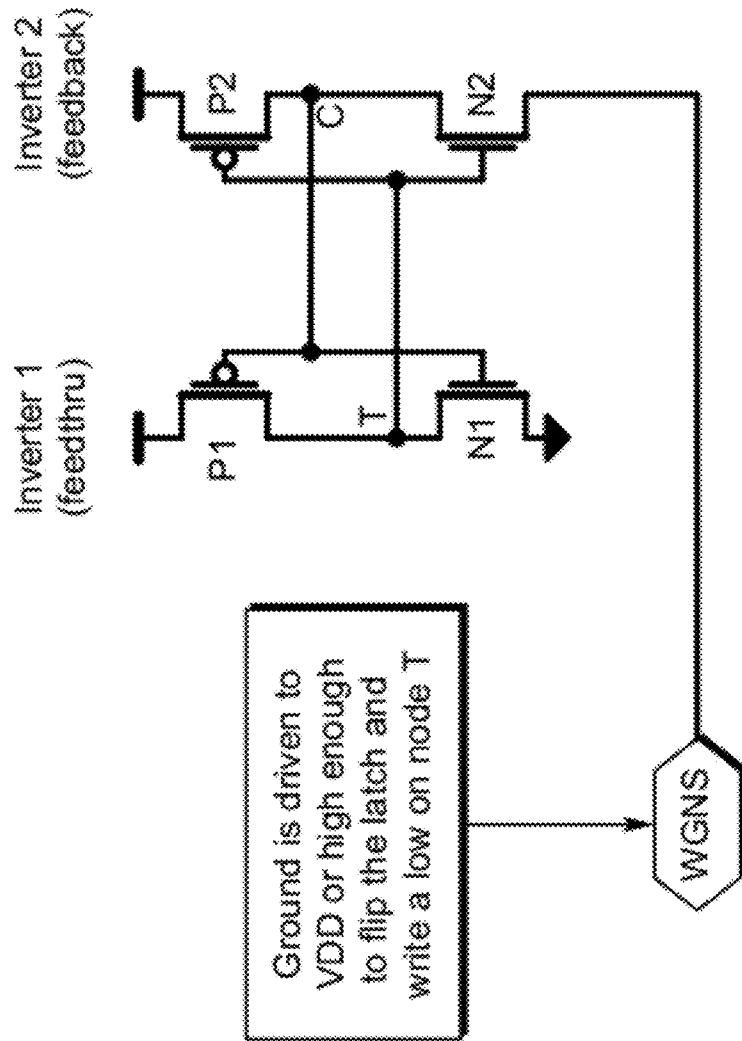 Inverter 1
(feedthru)
Inverter 2
(feedback)
P1
P2
T
C
N1
N2
Ground is driven to
VDD or high enough
to flip the latch and
write a low on node T
WGNS